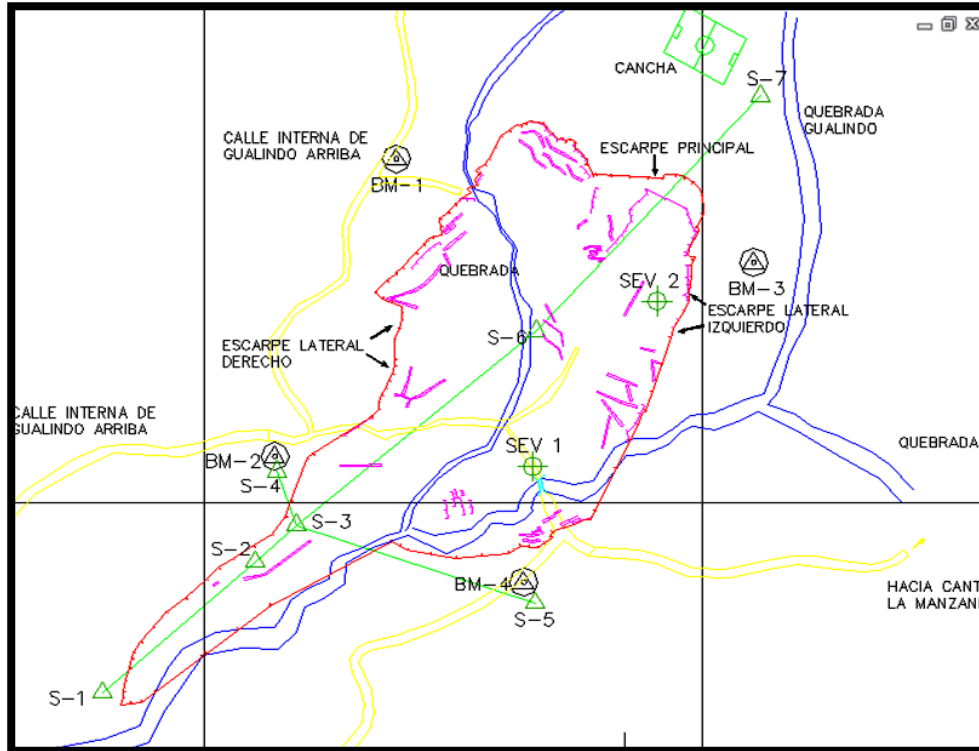 CANCHA
S-7
QUEBRADA
GUALINDO
CALLE INTERNA DE
GUALINDO ARRIBA
ESCARPE PRINCIPAL
BM-1
QUEBRADA
SEV 2
BM-3
ESCARPE LATERAL
IZQUIERDO
S-6
ESCARPE LATERAL
DERECHO
CALLE INTERNA DE
GUALINDO ARRIBA
QUEBRADA
BM-2
SEV 1
S-4
S-3
S-2
BM-4
S-5
HACIA CANT
LA MANZAN
S-1